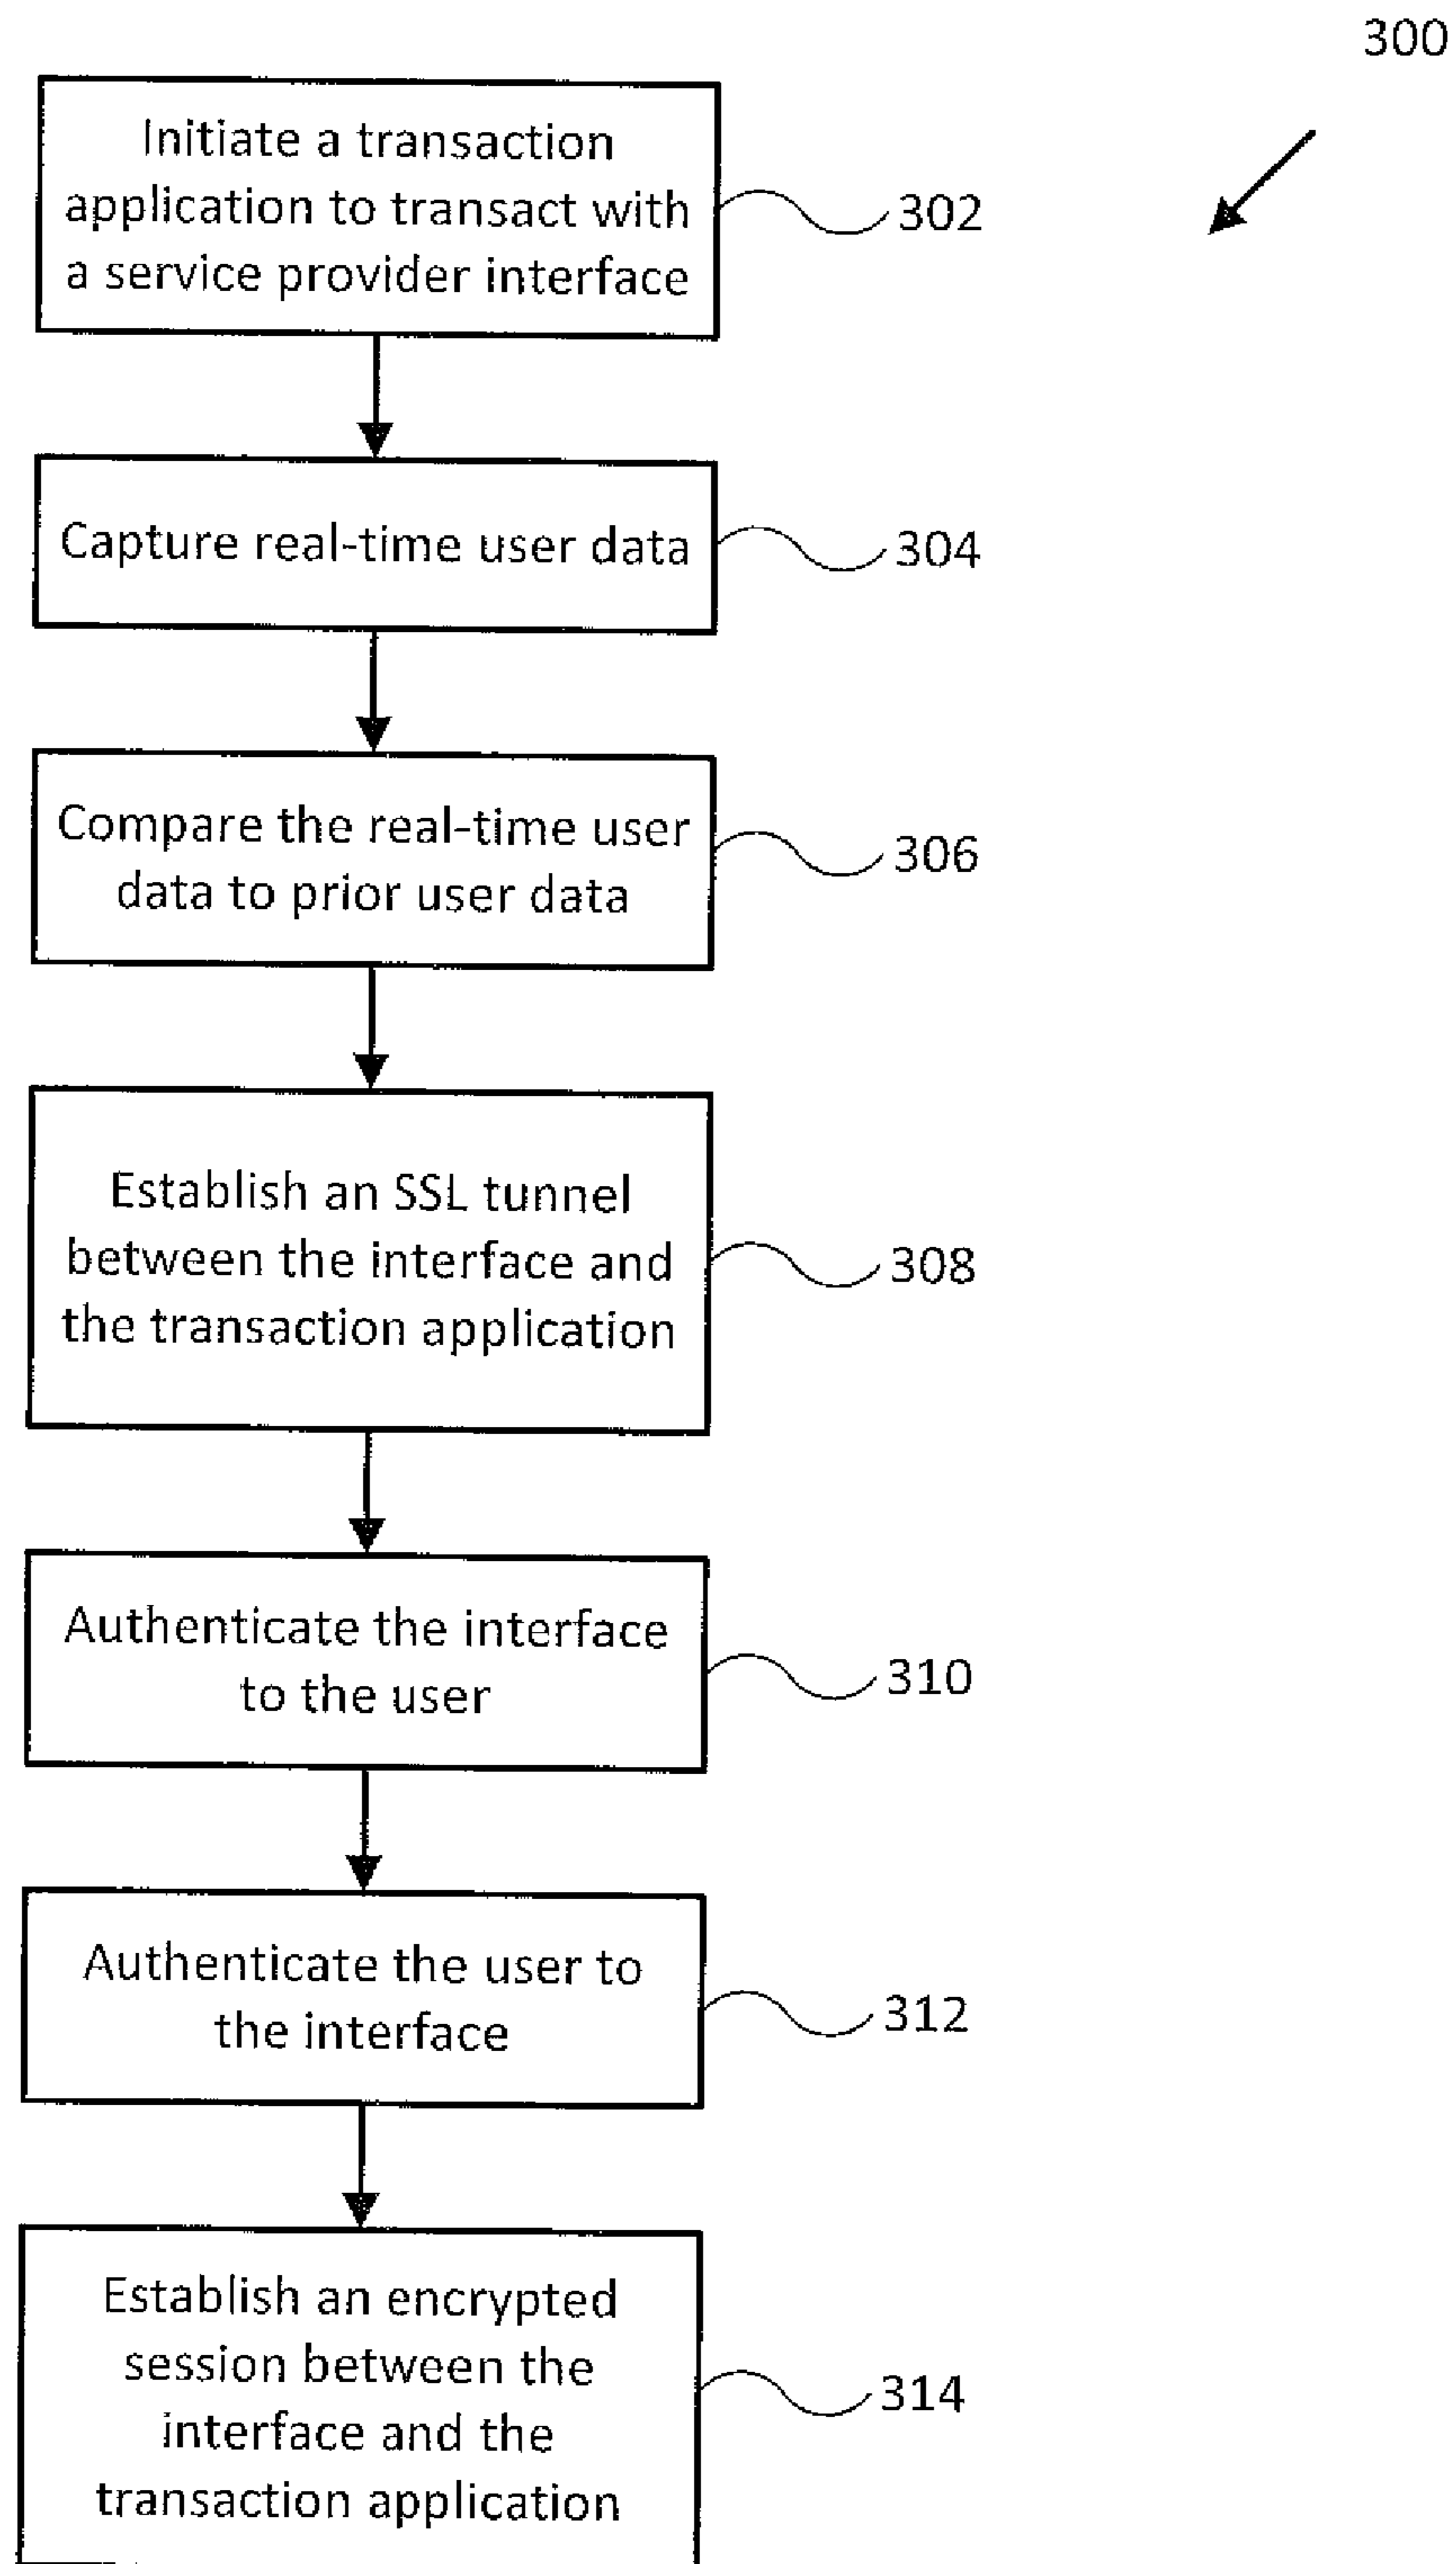 300
Initiate a transaction
application to transact with
a service provider interface
302
Capture real-time user data
304
Compare the real-time user
data to prior user data
306
Establish an SSL tunnel
between the interface and
the transaction application
308
Authenticate the interface
to the user
310
Authenticate the user to
the interface
312
Establish an encrypted
session between the
interface and the
transaction application
314